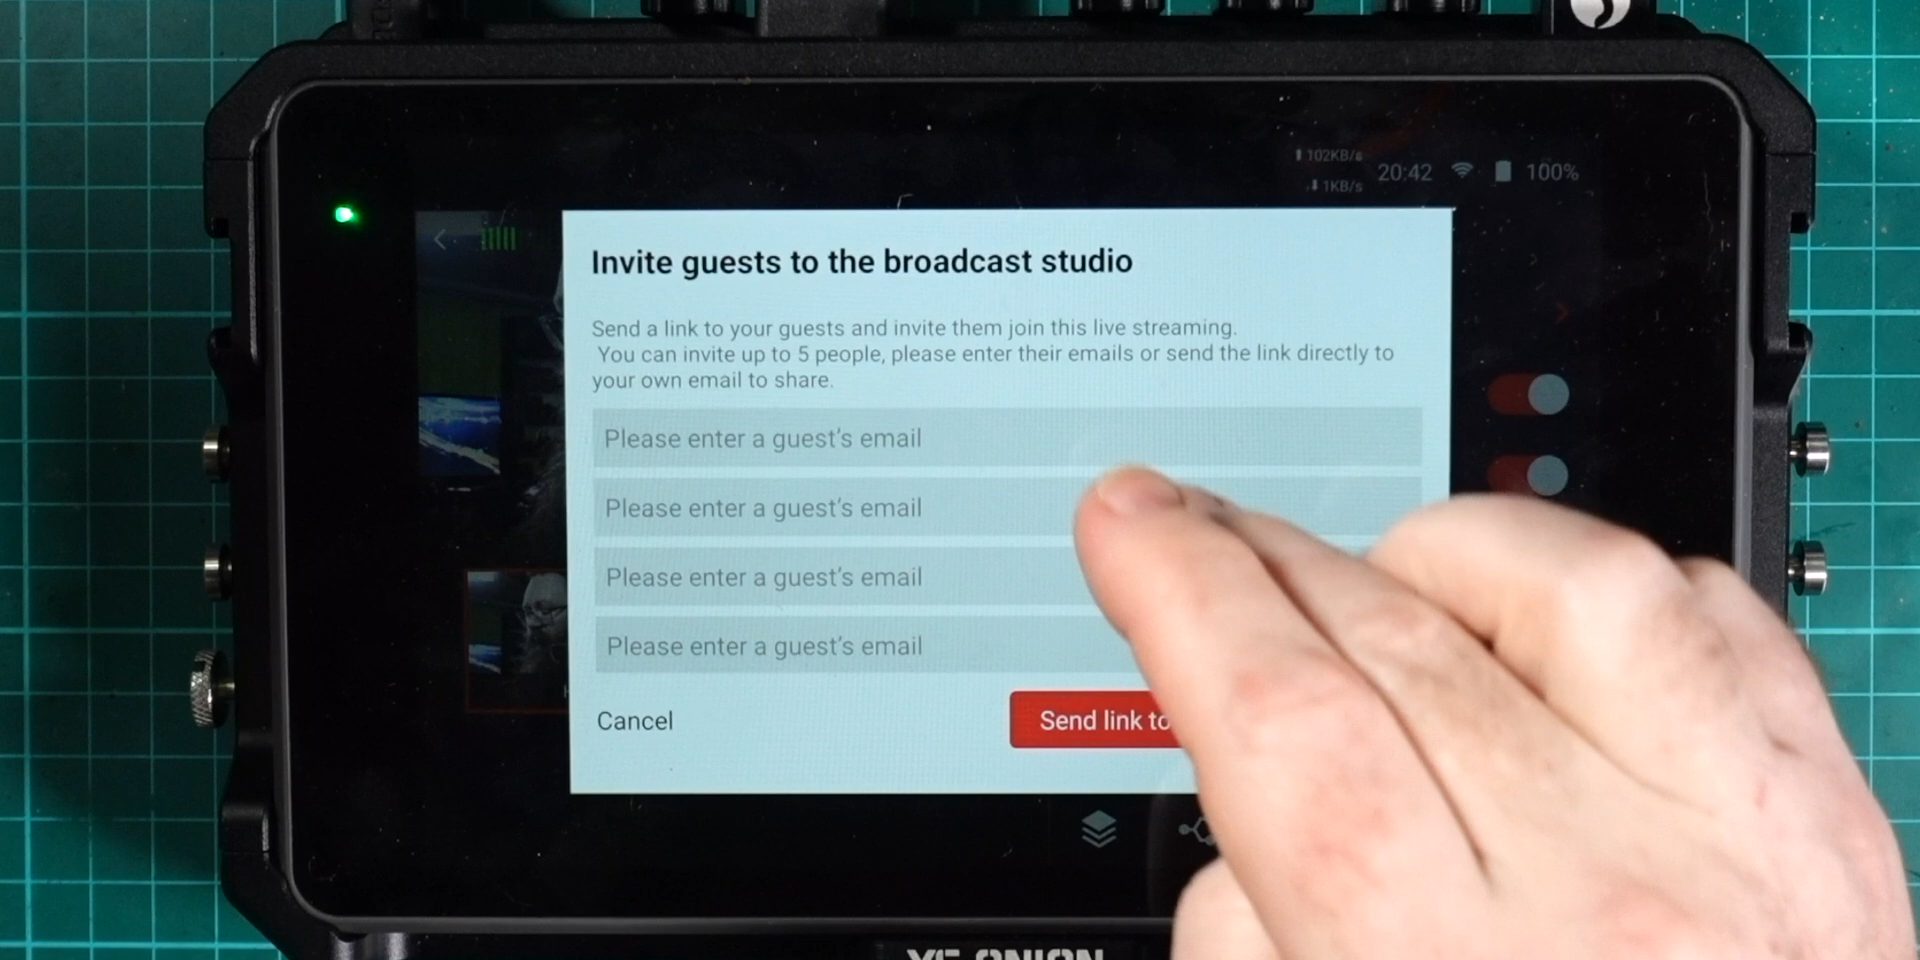 102KB/s
1KB/s
20:42
100%
Invite guests to the broadcast studio
Send a link to your guests and invite them join this live streaming.
You can invite up to 5 people, please enter their emails or send the link directly to
your own email to share.
Please enter a guest's email
Please enter a guest's email
Please enter a guest's email
Please enter a guest's email
Cancel
Send link to